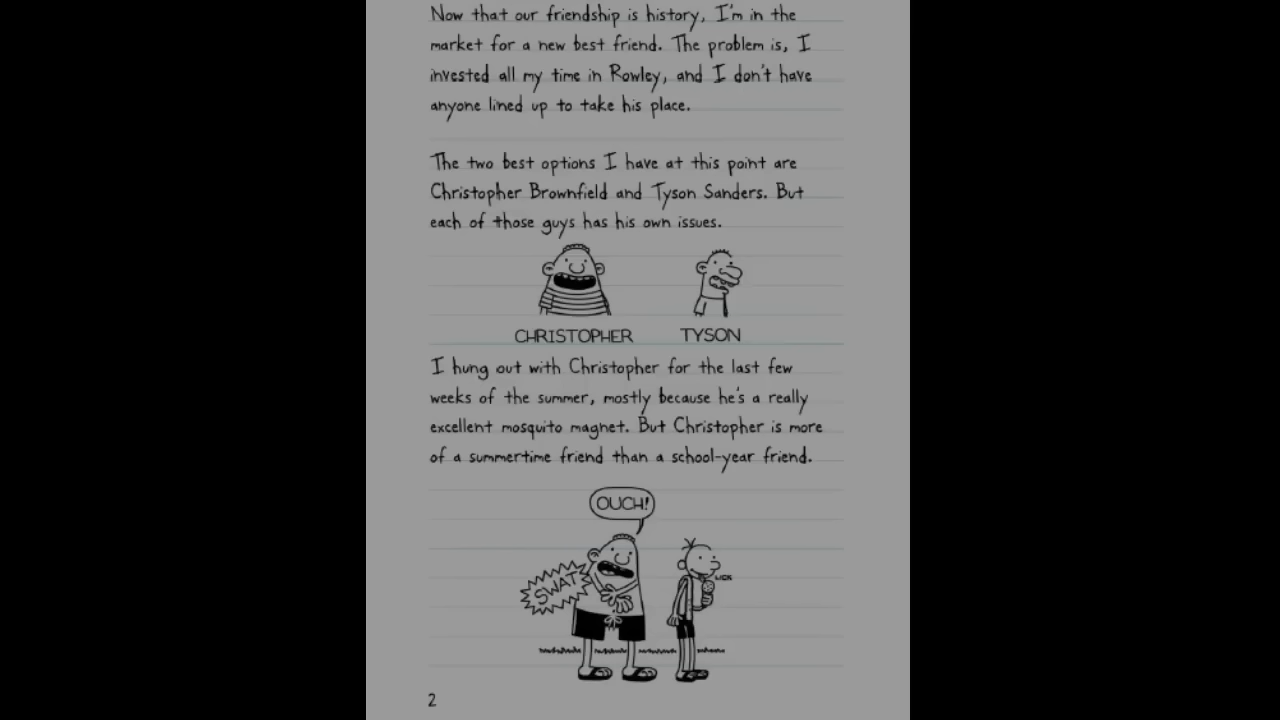 Now that our friendship is history, I'm in the
market for a new best friend. The problem is, I
invested all my time in Rowley, and I don't have
anyone lined up to take his place.
The two best options I have at this point are
Christopher Brownfield and Tyson Sanders. But
each of those guys has his own issues.
CHRISTOPHER TYSON
I hung out with Christopher for the last few
weeks of the summer, mostly because he's a really
excellent mosquito magnet. But Christopher is more
of a summertime friend than a school-year friend.
OUCH!
SWAT
LICK
2